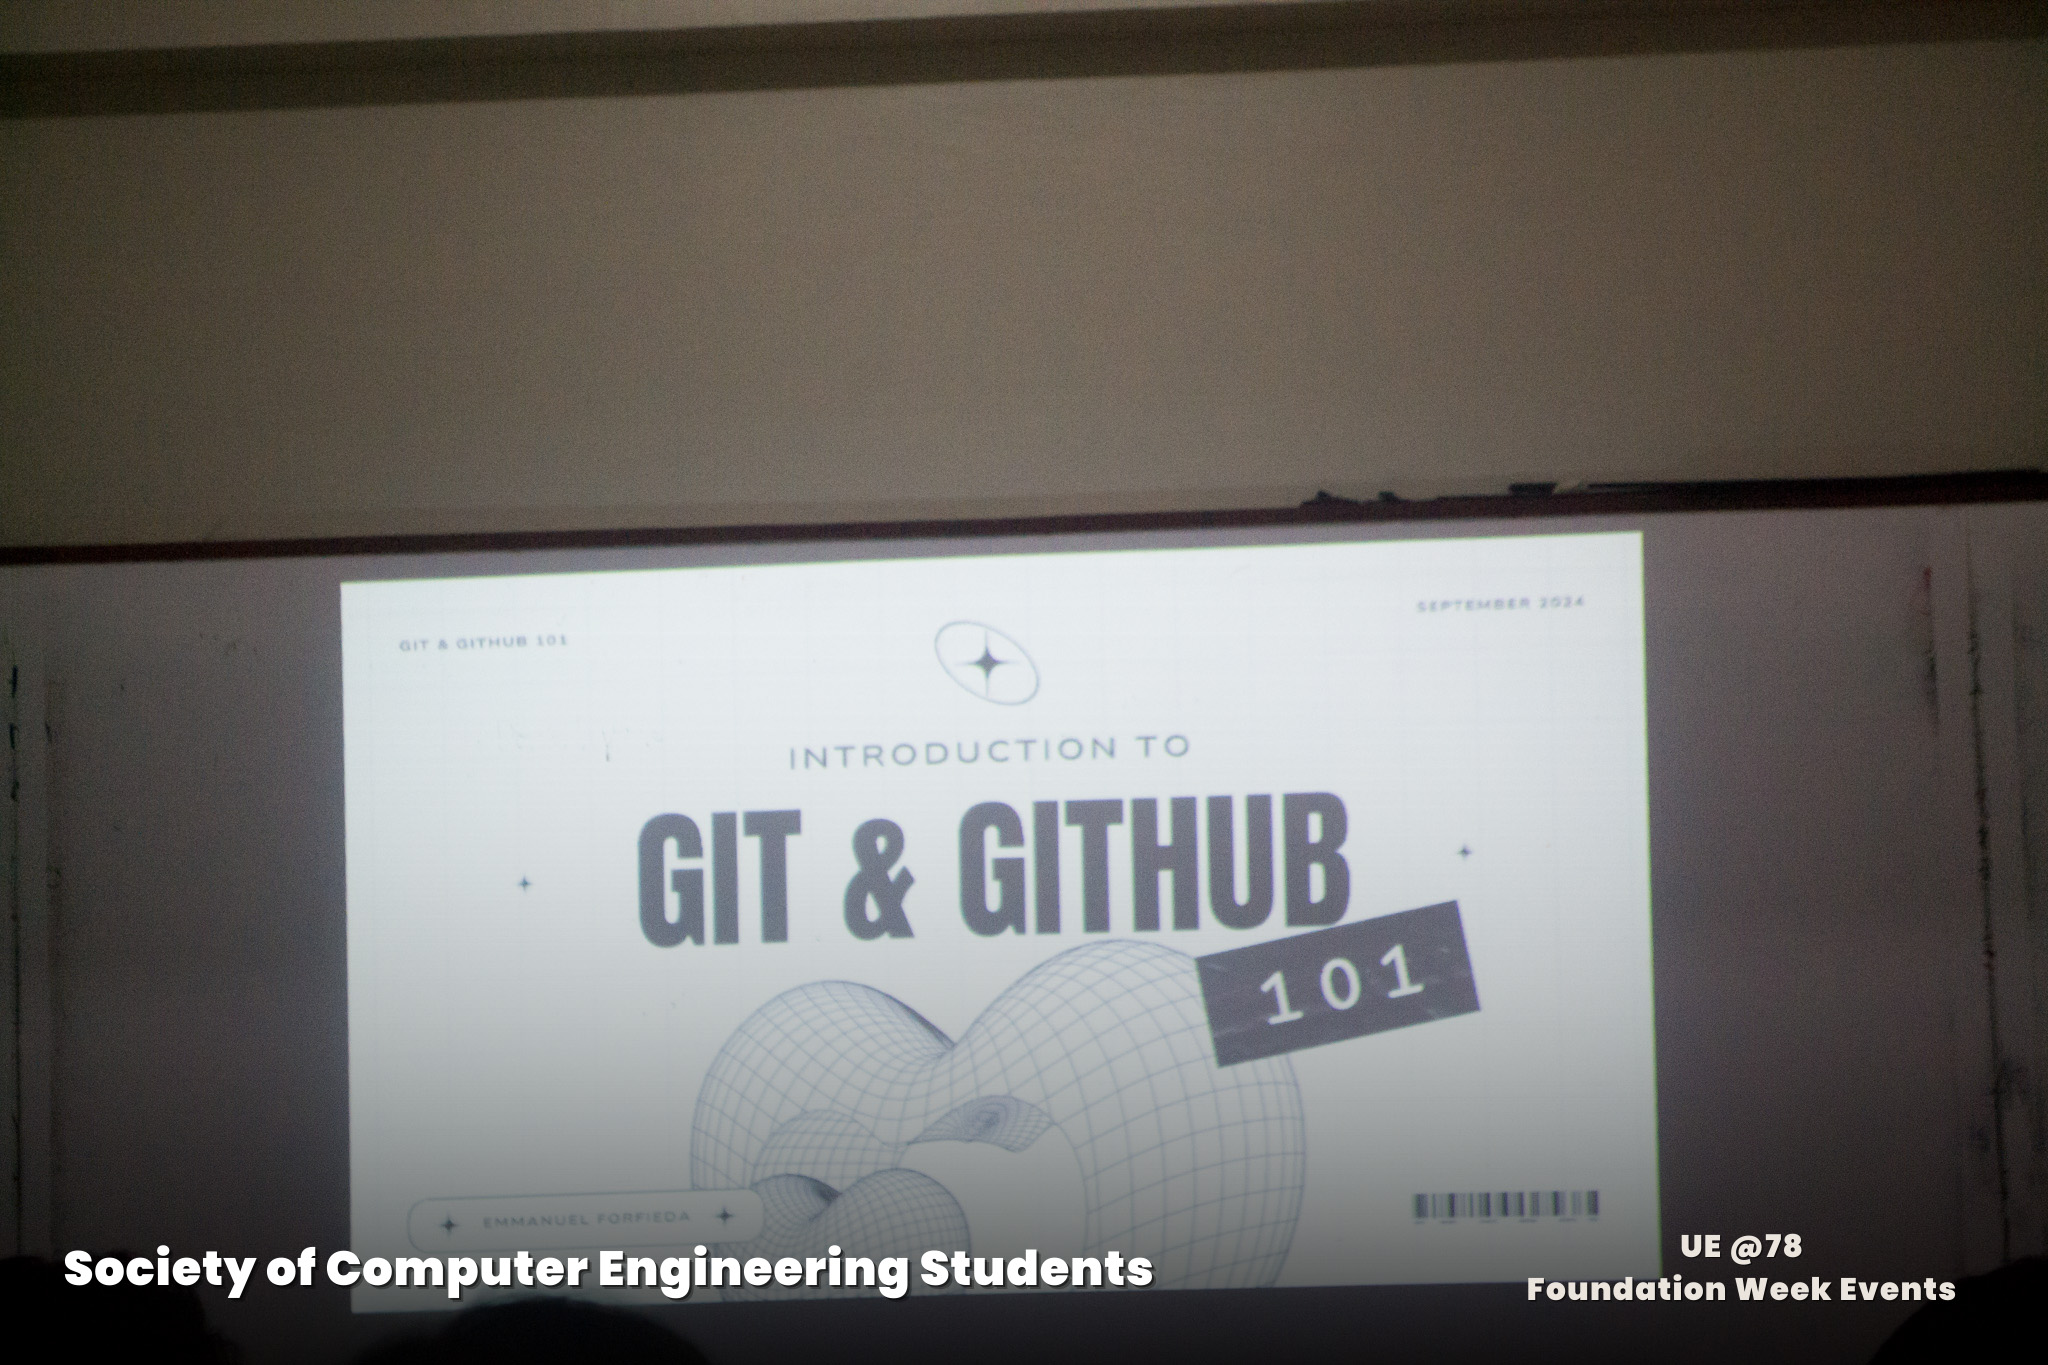 GIT & GITHUB 101
SEPTEMBER 2024
INTRODUCTION TO
GIT & GITHUB
101
EMMANUEL FORFIEDA
Society of Computer Engineering Students
UE @78
Foundation Week Events